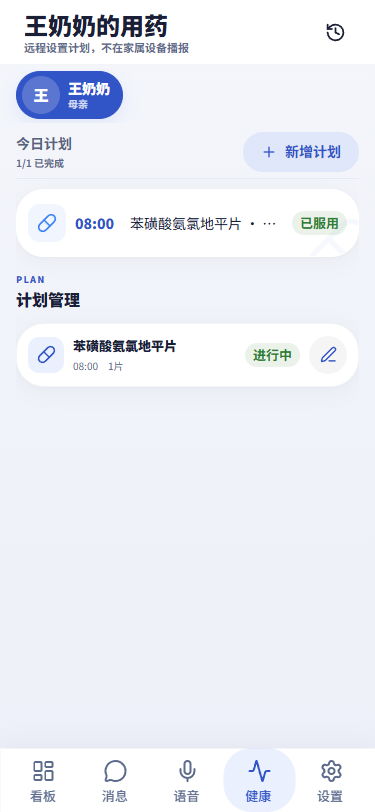 王奶奶的用药
远程设置计划，不在家属设备播报
王
王奶奶
母亲
今日计划
1/1 已完成
＋ 新增计划
08:00 苯磺酸氨氯地平片 · … 已服用
PLAN
计划管理
苯磺酸氨氯地平片
08:00 1片
进行中
看板
消息
语音
健康
设置